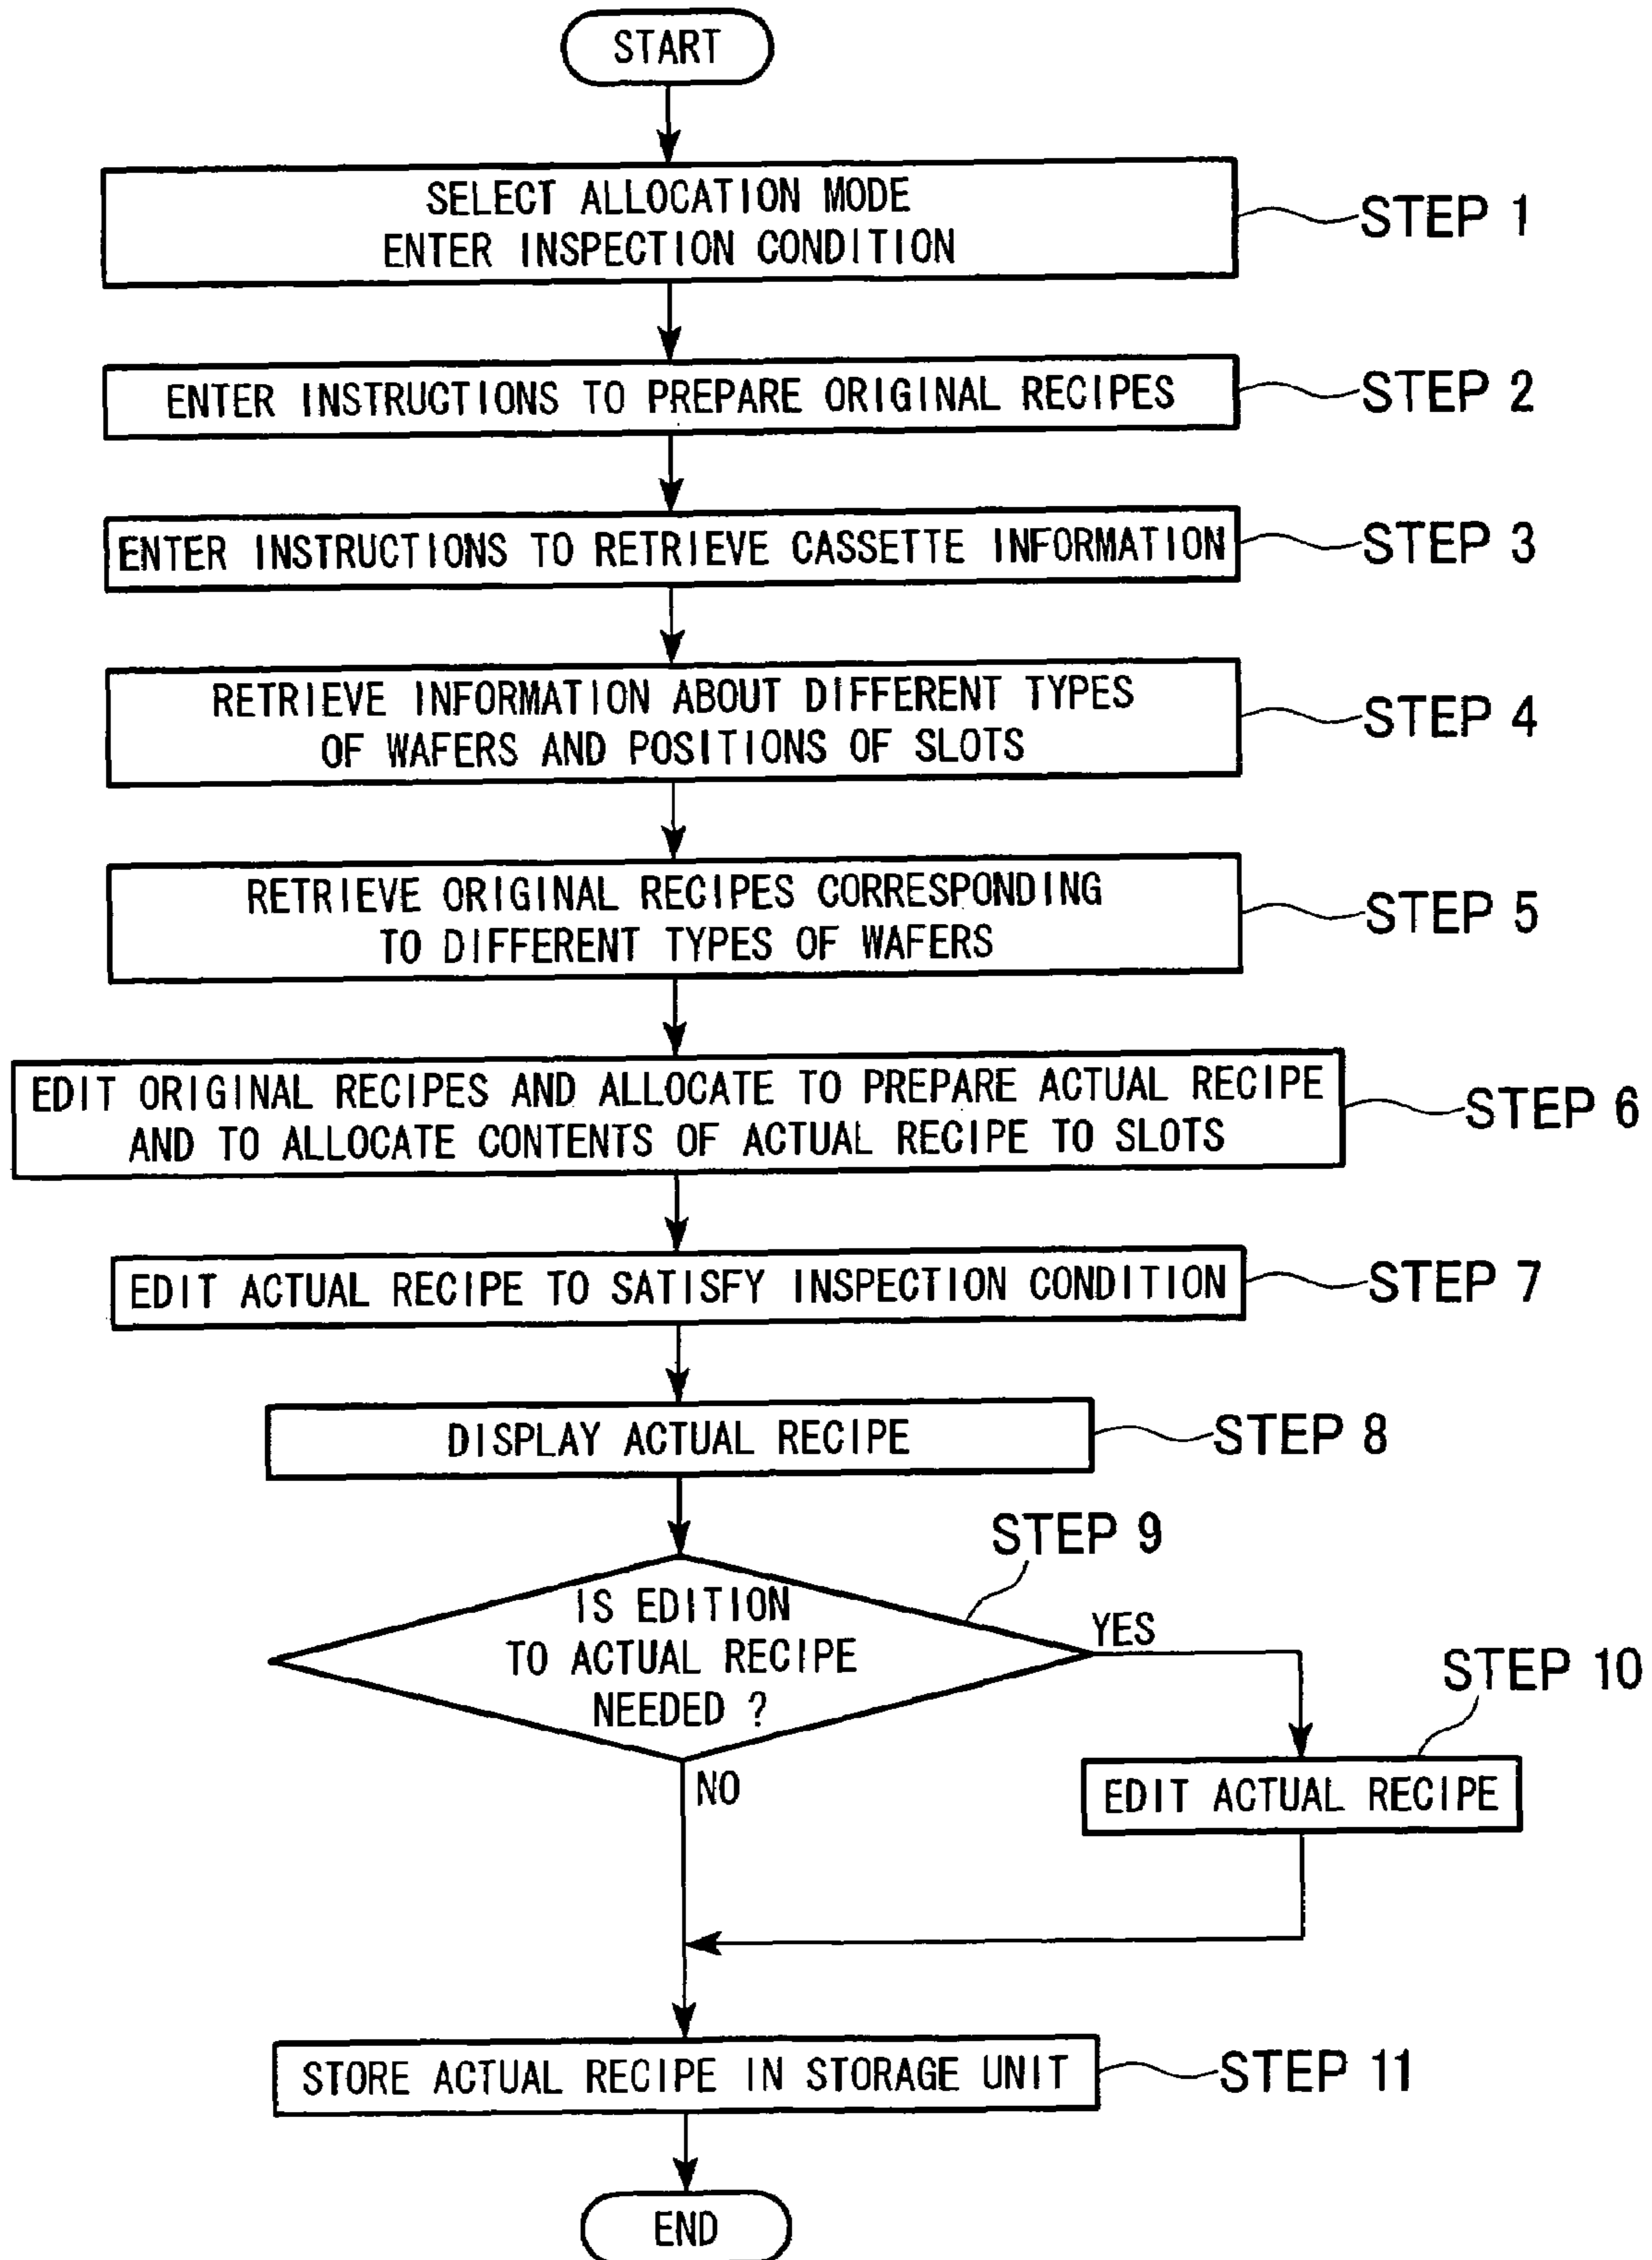 START
SELECT ALLOCATION MODE
ENTER INSPECTION CONDITION
STEP 1
ENTER INSTRUCTIONS TO PREPARE ORIGINAL RECIPES
STEP 2
ENTER INSTRUCTIONS TO RETRIEVE CASSETTE INFORMATION
STEP 3
RETRIEVE INFORMATION ABOUT DIFFERENT TYPES
OF WAFERS AND POSITIONS OF SLOTS
STEP 4
RETRIEVE ORIGINAL RECIPES CORRESPONDING
TO DIFFERENT TYPES OF WAFERS
STEP 5
EDIT ORIGINAL RECIPES AND ALLOCATE TO PREPARE ACTUAL RECIPE
AND TO ALLOCATE CONTENTS OF ACTUAL RECIPE TO SLOTS
STEP 6
EDIT ACTUAL RECIPE TO SATISFY INSPECTION CONDITION
STEP 7
DISPLAY ACTUAL RECIPE
STEP 8
STEP 9
IS EDITION
TO ACTUAL RECIPE
NEEDED ?
YES
STEP 10
EDIT ACTUAL RECIPE
NO
STORE ACTUAL RECIPE IN STORAGE UNIT
STEP 11
END